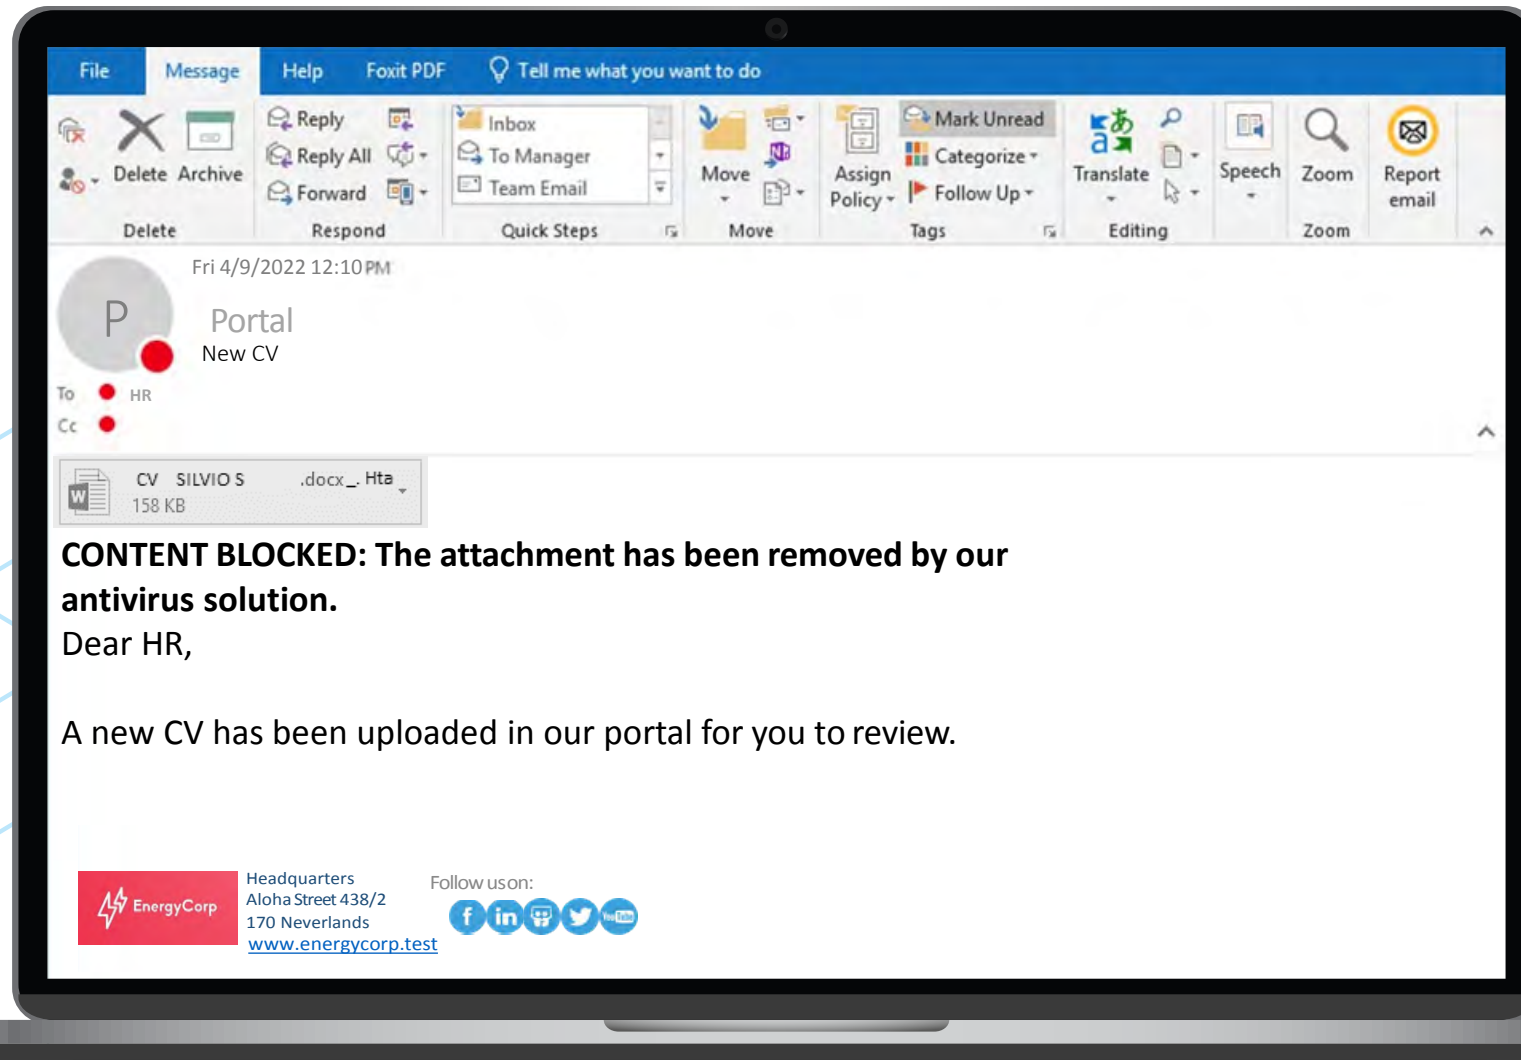 File Message Help Foxit PDF Tell me what you want to do
Reply Inbox Mark Unread
Reply All To Manager Categorize
Delete Archive Move Assign Translate Speech Zoom Report
Forward Team Email Policy Follow Up email
Delete Respond Quick Steps Move Tags Editing Zoom
Fri 4/9/2022 12:10 PM
P Portal
New CV
To HR
Cc
CV SILVIO S .docx_. Hta
158 KB
CONTENT BLOCKED: The attachment has been removed by our
antivirus solution.
Dear HR,
A new CV has been uploaded in our portal for you to review.
Headquarters Follow us on:
Aloha Street 438/2
EnergyCorp
170 Neverlands
www.energycorp.test